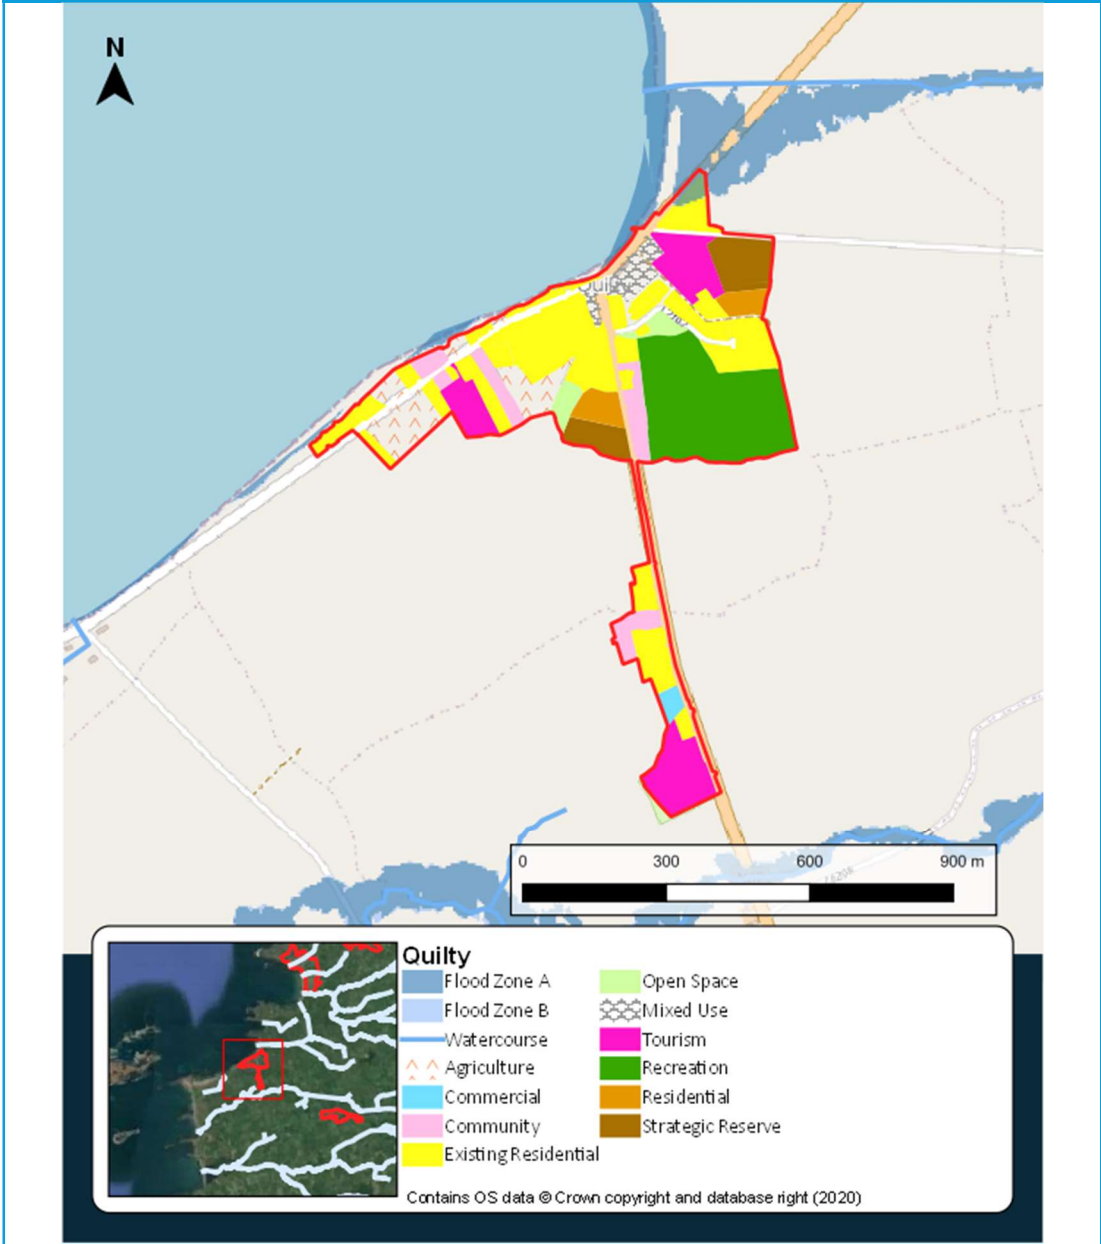 N
Quilty
0 300 600 900 m
Quilty
Flood Zone A
Flood Zone B
Watercourse
Agriculture
Commercial
Community
Existing Residential
Open Space
Mixed Use
Tourism
Recreation
Residential
Strategic Reserve
Contains OS data © Crown copyright and database right (2020)